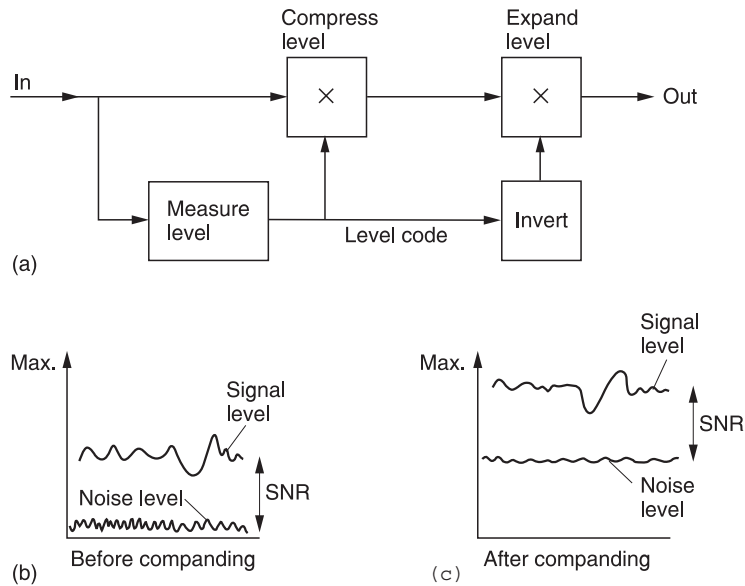 Compress
level
Expand
level
In
×
×
Out
Measure
level
Level code
Invert
(a)
Max.
Signal
level
Noise level
SNR
(b)
Before companding
Max.
Signal
level
SNR
Noise
level
(c)
After companding